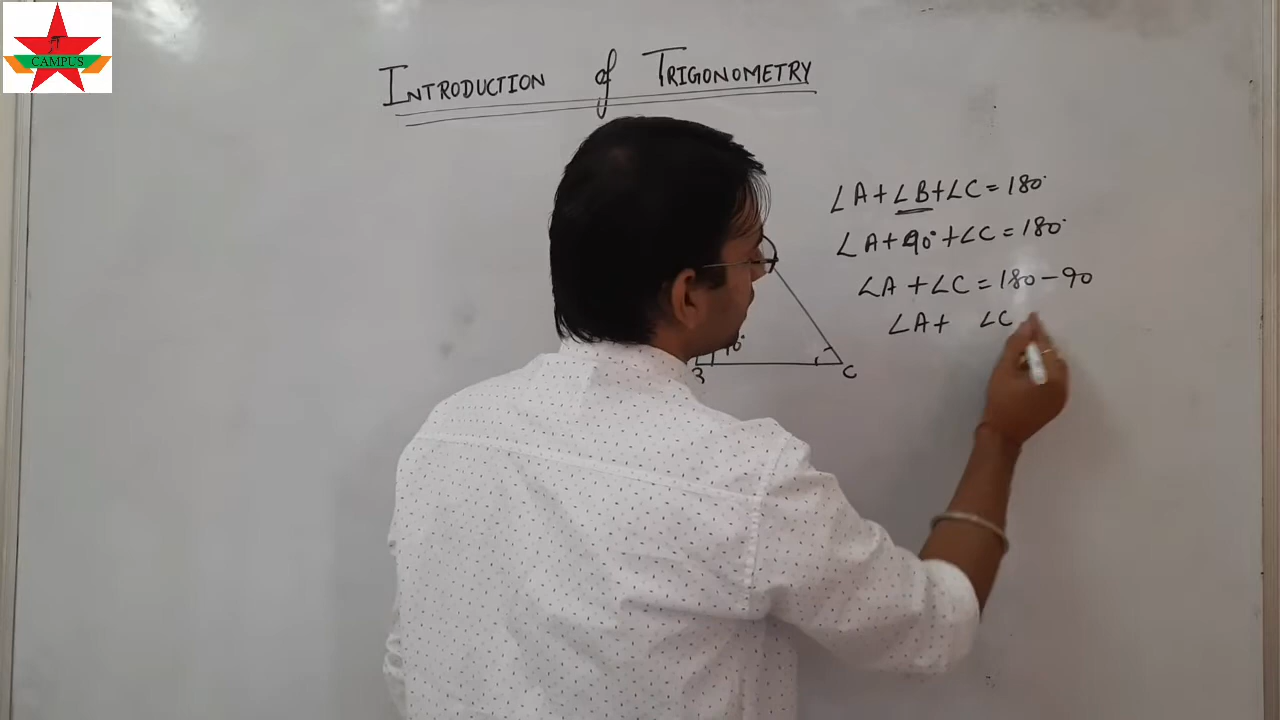 CAMPUS
INTRODUCTION of TRIGONOMETRY
∠A+∠B+∠C=180°
∠A+90°+∠C=180°
∠A+∠C=180-90
∠A+ ∠C
C